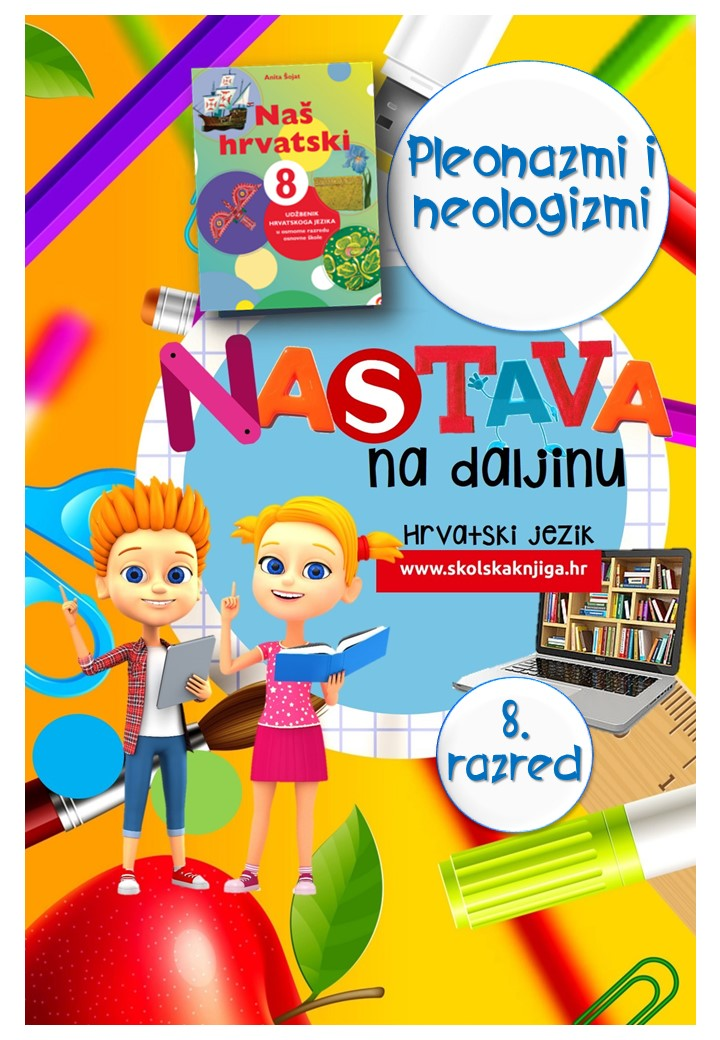 Anita Šojat
Naš
hrvatski
8
UDŽBENIK
HRVATSKOGA JEZIKA
u osmome razredu
osnovne škole
Pleonazmi i
neologizmi
NASTAVA
na daljinu
Hrvatski jezik
www.skolskaknjiga.hr
8.
razred